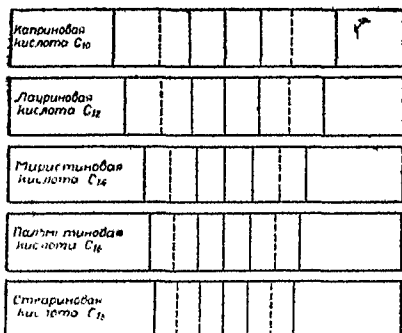 Каприновая
кислота C10
Лауриновая
кислота C12
Миристиновая
кислота C14
Пальмитиновая
кислота C16
Стеариновая
кислота